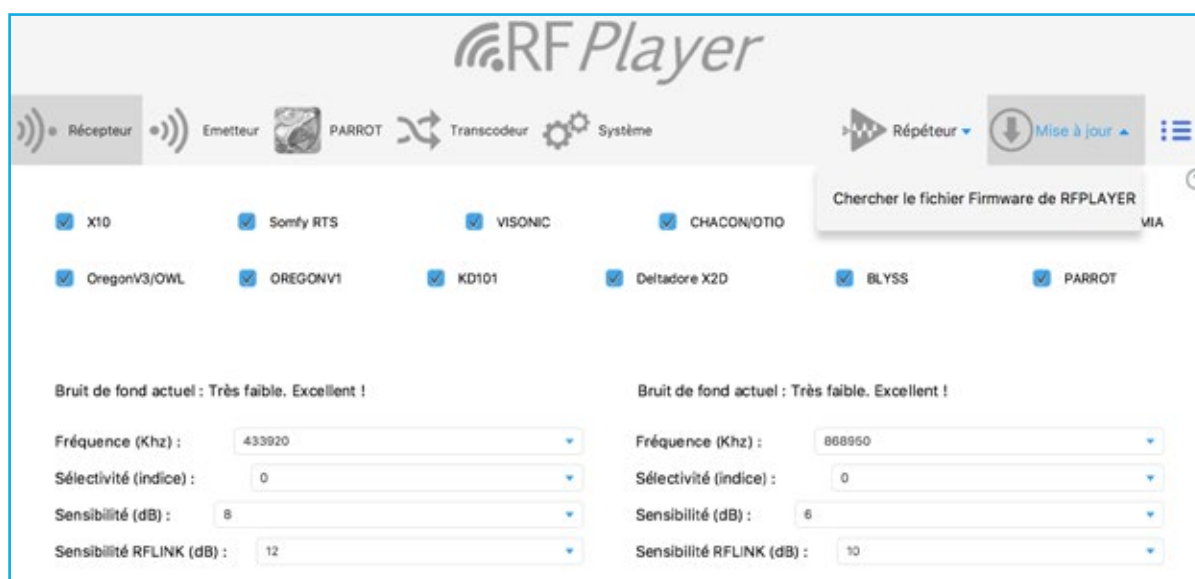 RFPlayer
Récepteur Emetteur PARROT Transcodeur Système Répéteur Mise à jour
Chercher le fichier Firmware de RFPLAYER
X10 Somfy RTS VISONIC CHACON/OTIO MIA
OregonV3/OWL OREGONV1 KD101 Deltadore X2D BLYSS PARROT
Bruit de fond actuel : Très faible. Excellent !
Fréquence (Khz) : 433920
Sélectivité (indice) : 0
Sensibilité (dB) : 8
Sensibilité RFLINK (dB) : 12
Bruit de fond actuel : Très faible. Excellent !
Fréquence (Khz) : 868950
Sélectivité (indice) : 0
Sensibilité (dB) : 6
Sensibilité RFLINK (dB) : 10